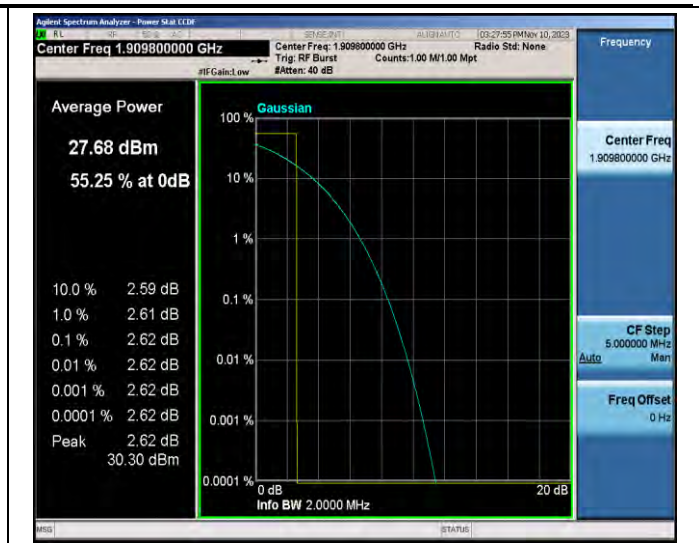 Agilent Spectrum Analyzer - Power Stat CCDF
RL RF 50 Ω AC SENSE:INT ALIGNAUTO 03:27:55 PM Nov 10, 2023
Center Freq 1.909800000 GHz
Center Freq: 1.909800000 GHz Radio Std: None
Trig: RF Burst Counts:1.00 M/1.00 Mpt
#IFGain:Low #Atten: 40 dB
Frequency
Average Power
27.68 dBm
55.25 % at 0dB
10.0 % 2.59 dB
1.0 % 2.61 dB
0.1 % 2.62 dB
0.01 % 2.62 dB
0.001 % 2.62 dB
0.0001 % 2.62 dB
Peak 2.62 dB
30.30 dBm
Gaussian
100 %
10 %
1 %
0.1 %
0.01 %
0.001 %
0.0001 %
0 dB 20 dB
Info BW 2.0000 MHz
Center Freq
1.909800000 GHz
CF Step
5.000000 MHz
Auto Man
Freq Offset
0 Hz
MSG STATUS